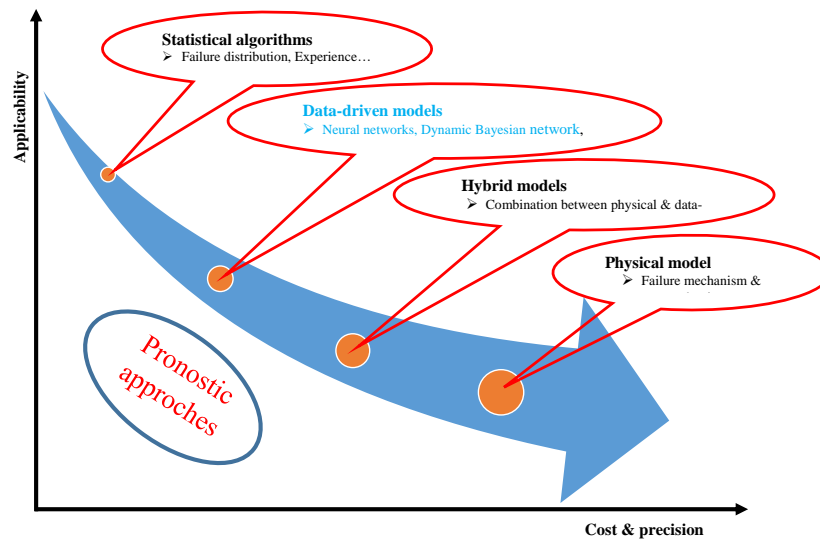 Applicability
Statistical algorithms
➢ Failure distribution, Experience…
Data-driven models
➢ Neural networks, Dynamic Bayesian network,
Hybrid models
➢ Combination between physical & data-
Physical model
➢ Failure mechanism &
Pronostic
approches
Cost & precision